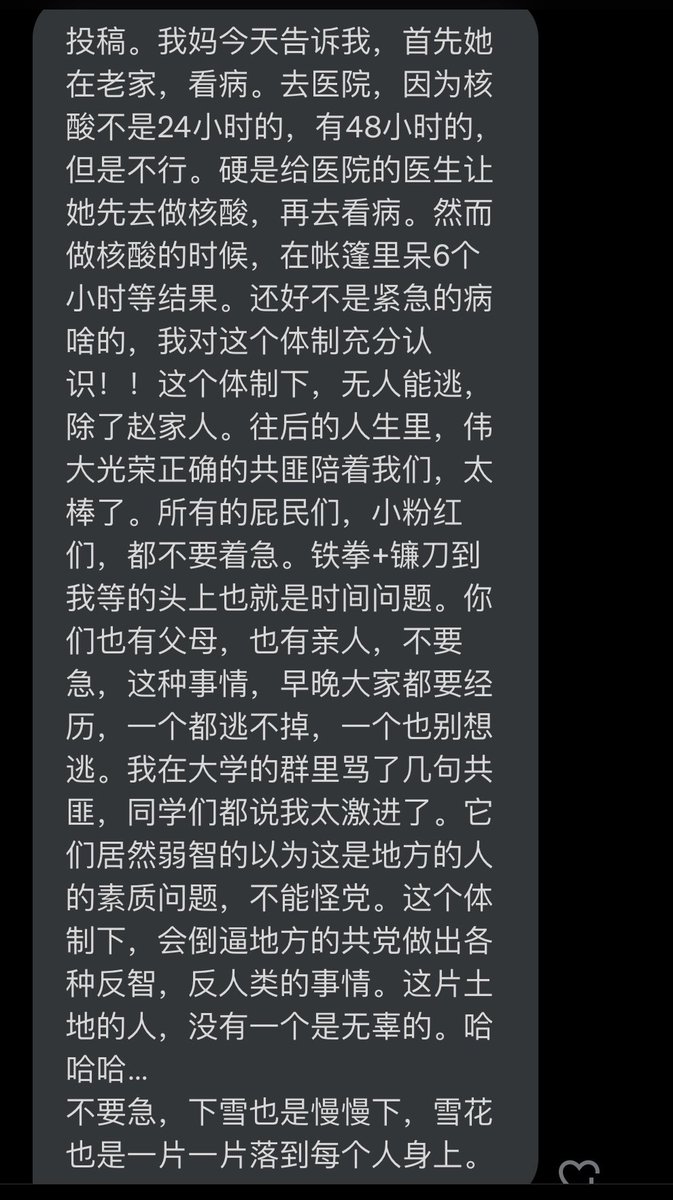 投稿。我妈今天告诉我，首先她
在老家，看病。去医院，因为核
酸不是24小时的，有48小时的，
但是不行。硬是给医院的医生让
她先去做核酸，再去看病。然而
做核酸的时候，在帐篷里呆6个
小时等结果。还好不是紧急的病
啥的，我对这个体制充分认
识！！这个体制下，无人能逃，
除了赵家人。往后的人生里，伟
大光荣正确的共匪陪着我们，太
棒了。所有的屁民们，小粉红
们，都不要着急。铁拳+镰刀到
我等的头上也就是时间问题。你
们也有父母，也有亲人，不要
急，这种事情，早晚大家都要经
历，一个都逃不掉，一个也别想
逃。我在大学的群里骂了几句共
匪，同学们都说我太激进了。它
们居然弱智的以为这是地方的人
的素质问题，不能怪党。这个体
制下，会倒逼地方的共党做出各
种反智，反人类的事情。这片土
地的人，没有一个是无辜的。哈
哈哈...
不要急，下雪也是慢慢下，雪花
也是一片一片落到每个人身上。